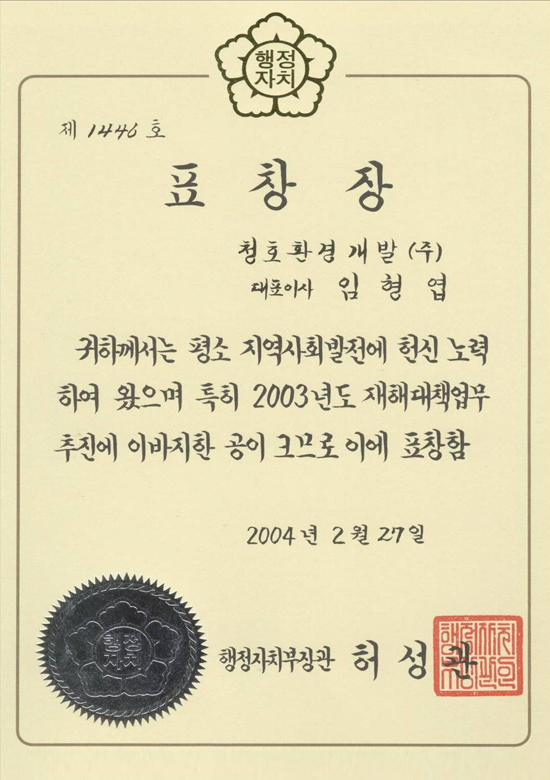 행정
자치
제 1446 호
표 창 장
청호환경개발(주)
대표이사 임형엽
귀하께서는 평소 지역사회발전에 헌신 노력
하여 왔으며 특히 2003년도 재해대책업무
추진에 이바지한 공이 크므로 이에 표창함
2004년 2월 27일
행정
자치
행정자치부장관 허성관